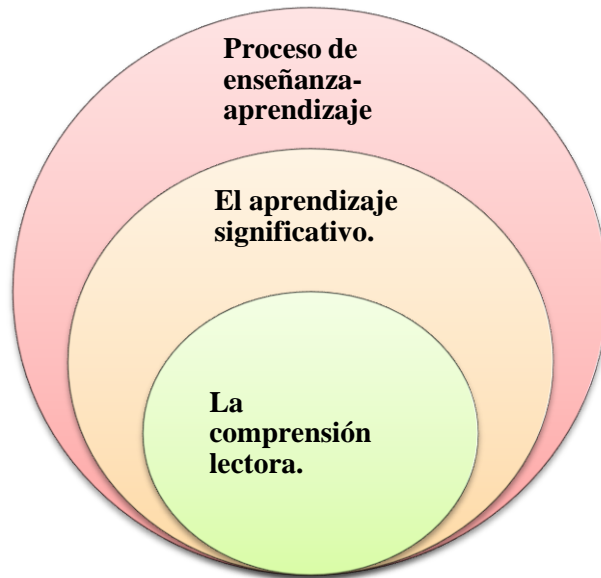 Proceso de
enseñanza-
aprendizaje
El aprendizaje
significativo.
La
comprensión
lectora.